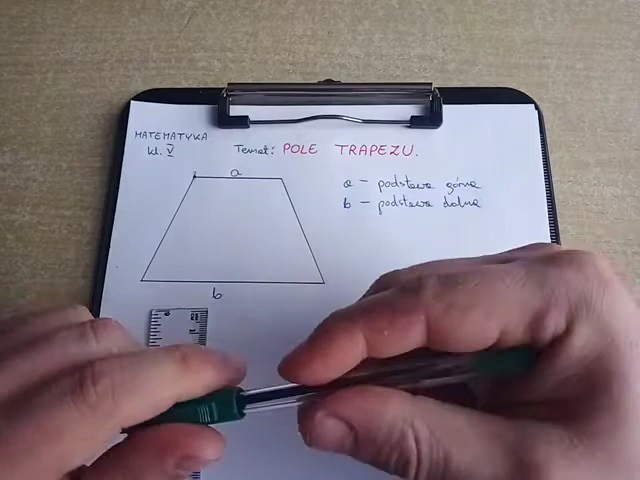 MATEMATYKA
kl. V
Temat: POLE TRAPEZU.
a
a – podstawa górna
b – podstawa dolna
b